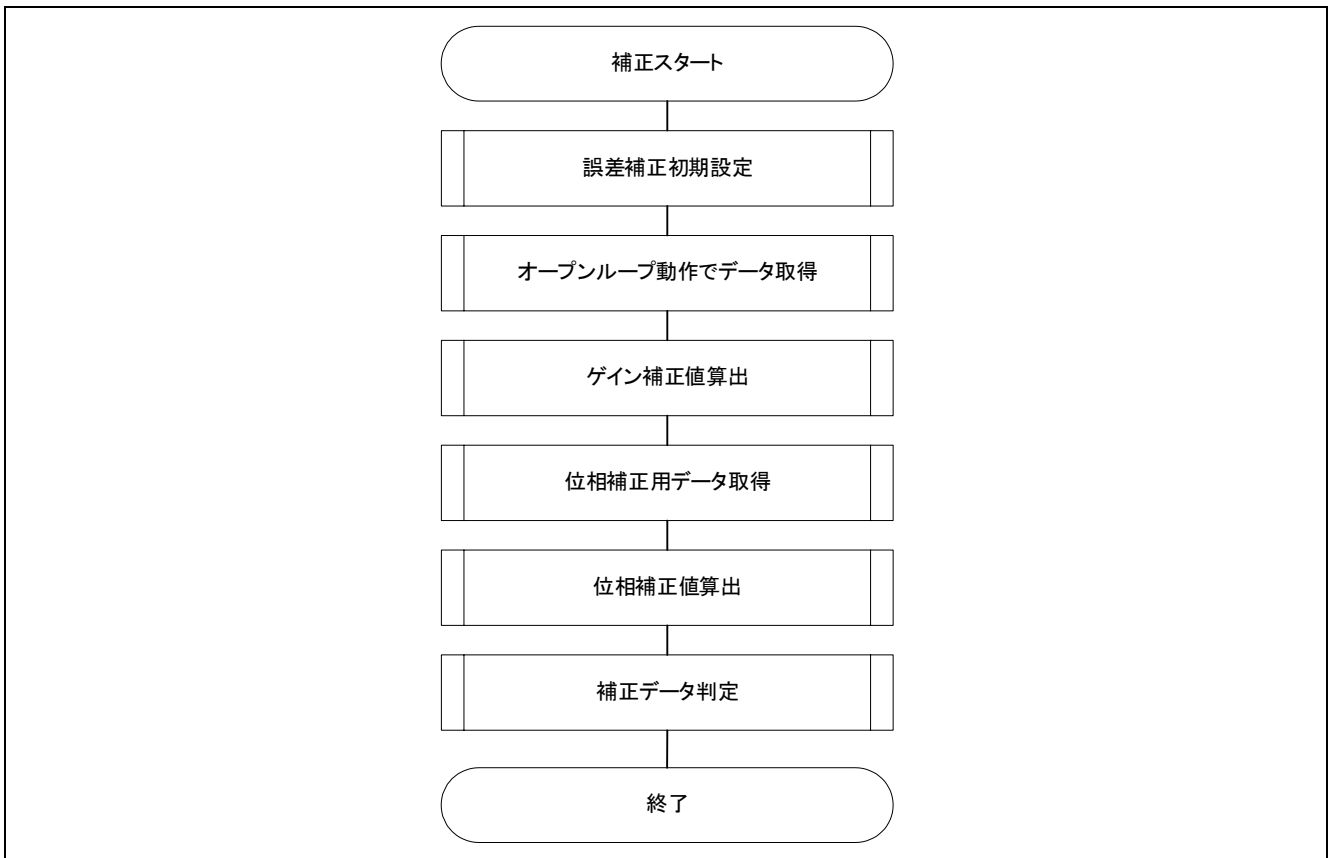 補正スタート
誤差補正初期設定
オープンループ動作でデータ取得
ゲイン補正値算出
位相補正用データ取得
位相補正値算出
補正データ判定
終了